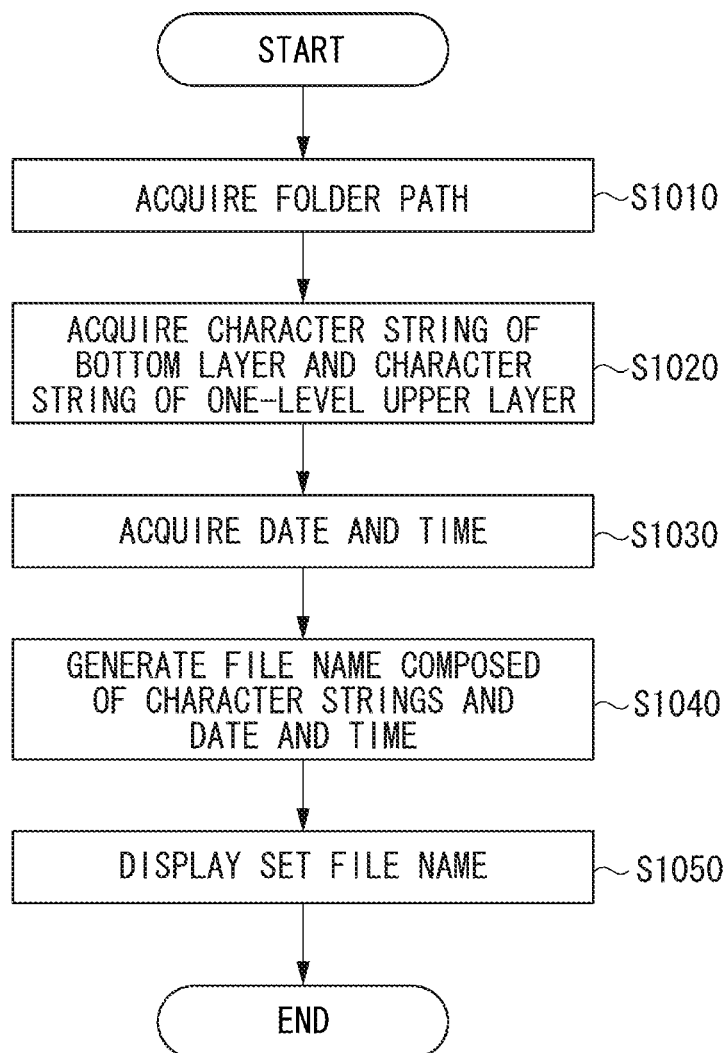 START
ACQUIRE FOLDER PATH
S1010
ACQUIRE CHARACTER STRING OF
BOTTOM LAYER AND CHARACTER
STRING OF ONE-LEVEL UPPER LAYER
S1020
ACQUIRE DATE AND TIME
S1030
GENERATE FILE NAME COMPOSED
OF CHARACTER STRINGS AND
DATE AND TIME
S1040
DISPLAY SET FILE NAME
S1050
END